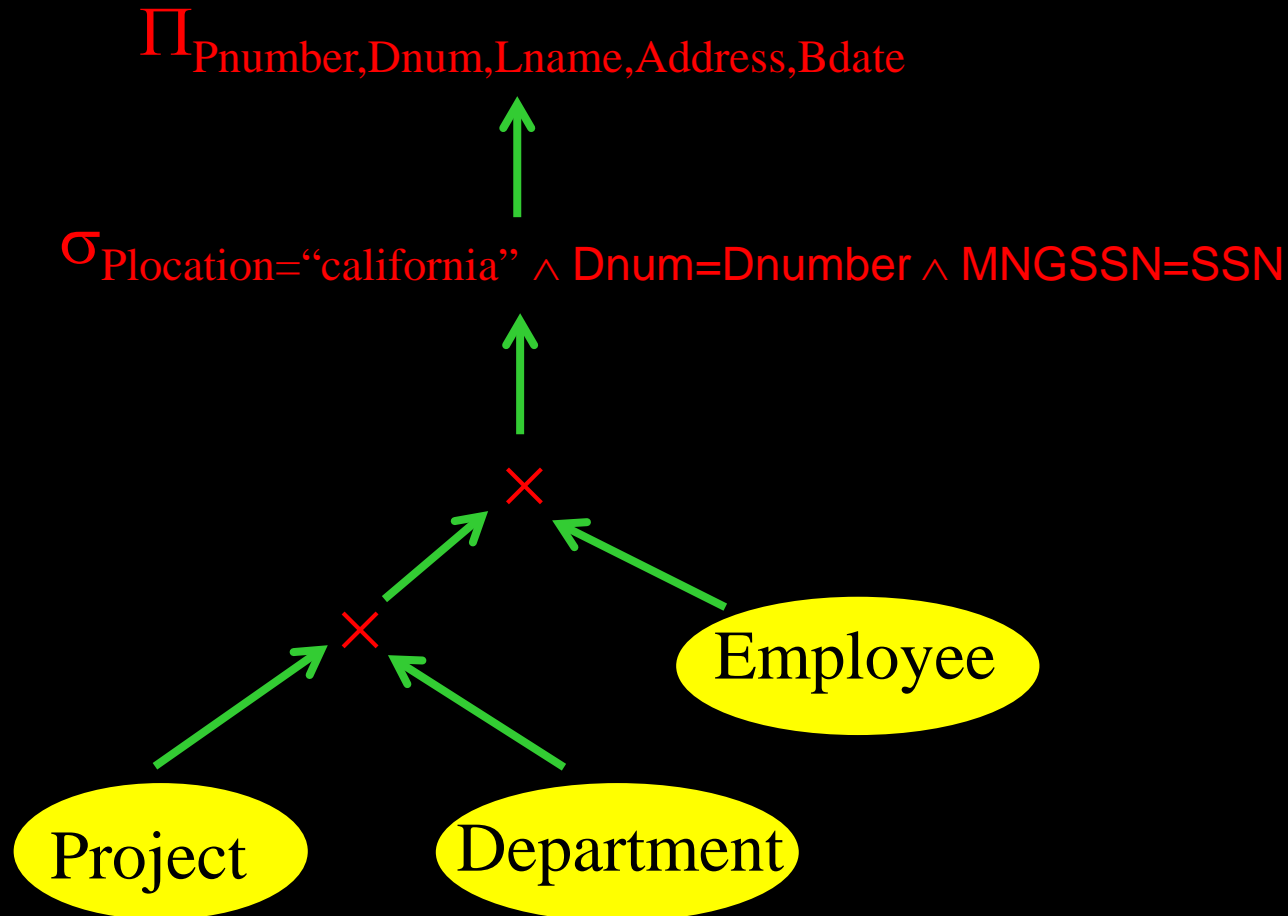 ΠPnumber,Dnum,Lname,Address,Bdate
σPlocation=“california” ∧ Dnum=Dnumber ∧ MNGSSN=SSN
×
×
Employee
Project
Department